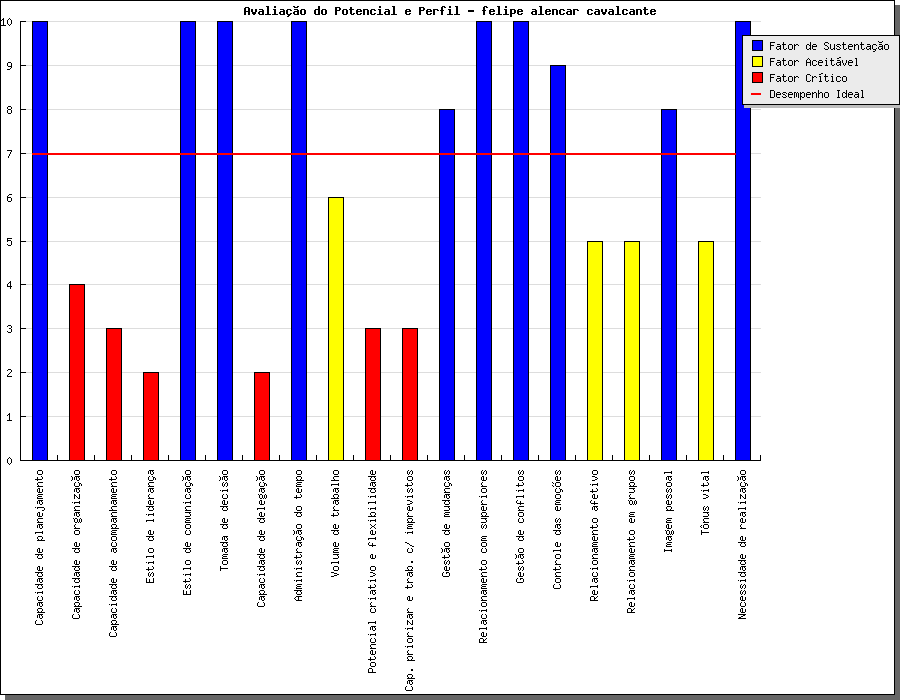 Avaliação do Potencial e Perfil - felipe alencar cavalcante
Fator de Sustentação
Fator Aceitável
Fator Crítico
Desempenho Ideal
10
9
8
7
6
5
4
3
2
1
0
Capacidade de planejamento
Capacidade de organização
Capacidade de acompanhamento
Estilo de liderança
Estilo de comunicação
Tomada de decisão
Capacidade de delegação
Administração do tempo
Volume de trabalho
Potencial criativo e flexibilidade
Cap. priorizar e trab. c/ imprevistos
Gestão de mudanças
Relacionamento com superiores
Gestão de conflitos
Controle das emoções
Relacionamento afetivo
Relacionamento em grupos
Imagem pessoal
Tônus vital
Necessidade de realização